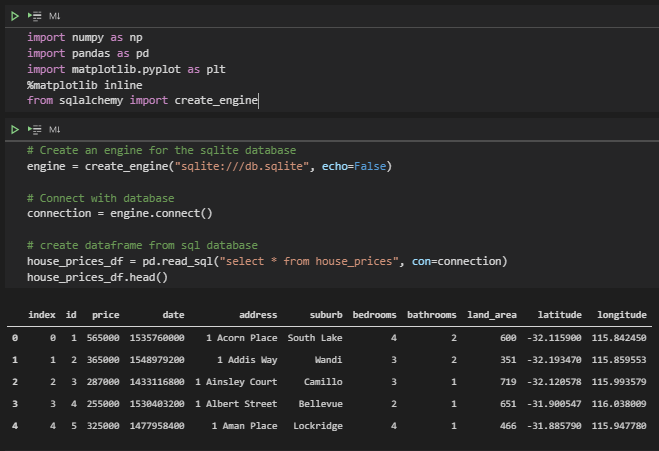 M↓
import numpy as np
import pandas as pd
import matplotlib.pyplot as plt
%matplotlib inline
from sqlalchemy import create_engine
M↓
# Create an engine for the sqlite database
engine = create_engine("sqlite:///db.sqlite", echo=False)
# Connect with database
connection = engine.connect()
# create dataframe from sql database
house_prices_df = pd.read_sql("select * from house_prices", con=connection)
house_prices_df.head()
index id price date address suburb bedrooms bathrooms land_area latitude longitude
0 0 1 565000 1535760000 1 Acorn Place South Lake 4 2 600 -32.115900 115.842450
1 1 2 365000 1548979200 1 Addis Way Wandi 3 2 351 -32.193470 115.859553
2 2 3 287000 1433116800 1 Ainsley Court Camillo 3 1 719 -32.120578 115.993579
3 3 4 255000 1530403200 1 Albert Street Bellevue 2 1 651 -31.900547 116.038009
4 4 5 325000 1477958400 1 Aman Place Lockridge 4 1 466 -31.885790 115.947780